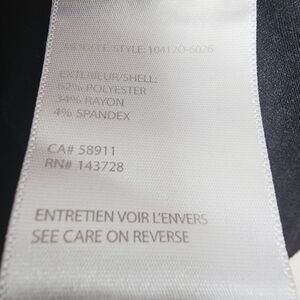 MODELE, STYLE: 104120-6026
EXTERIEUR/SHELL:
62% POLYESTER
34% RAYON
4% SPANDEX
CA# 58911
RN# 143728
ENTRETIEN VOIR L'ENVERS
SEE CARE ON REVERSE